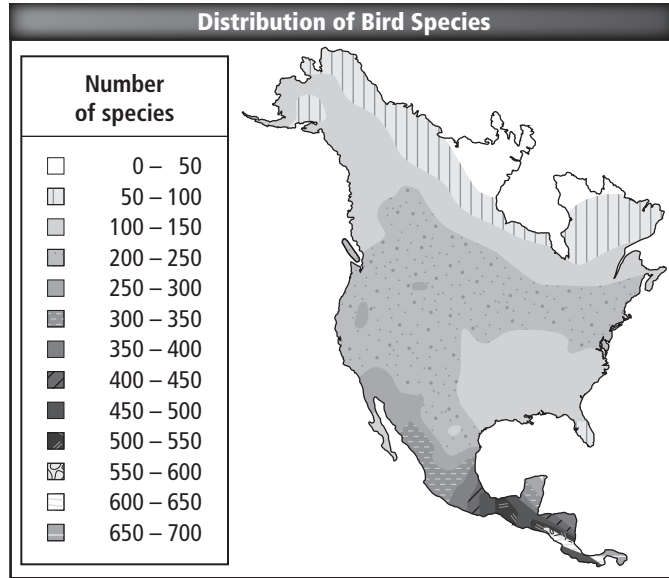 Distribution of Bird Species
Number
of species
0 – 50
50 – 100
100 – 150
200 – 250
250 – 300
300 – 350
350 – 400
400 – 450
450 – 500
500 – 550
550 – 600
600 – 650
650 – 700